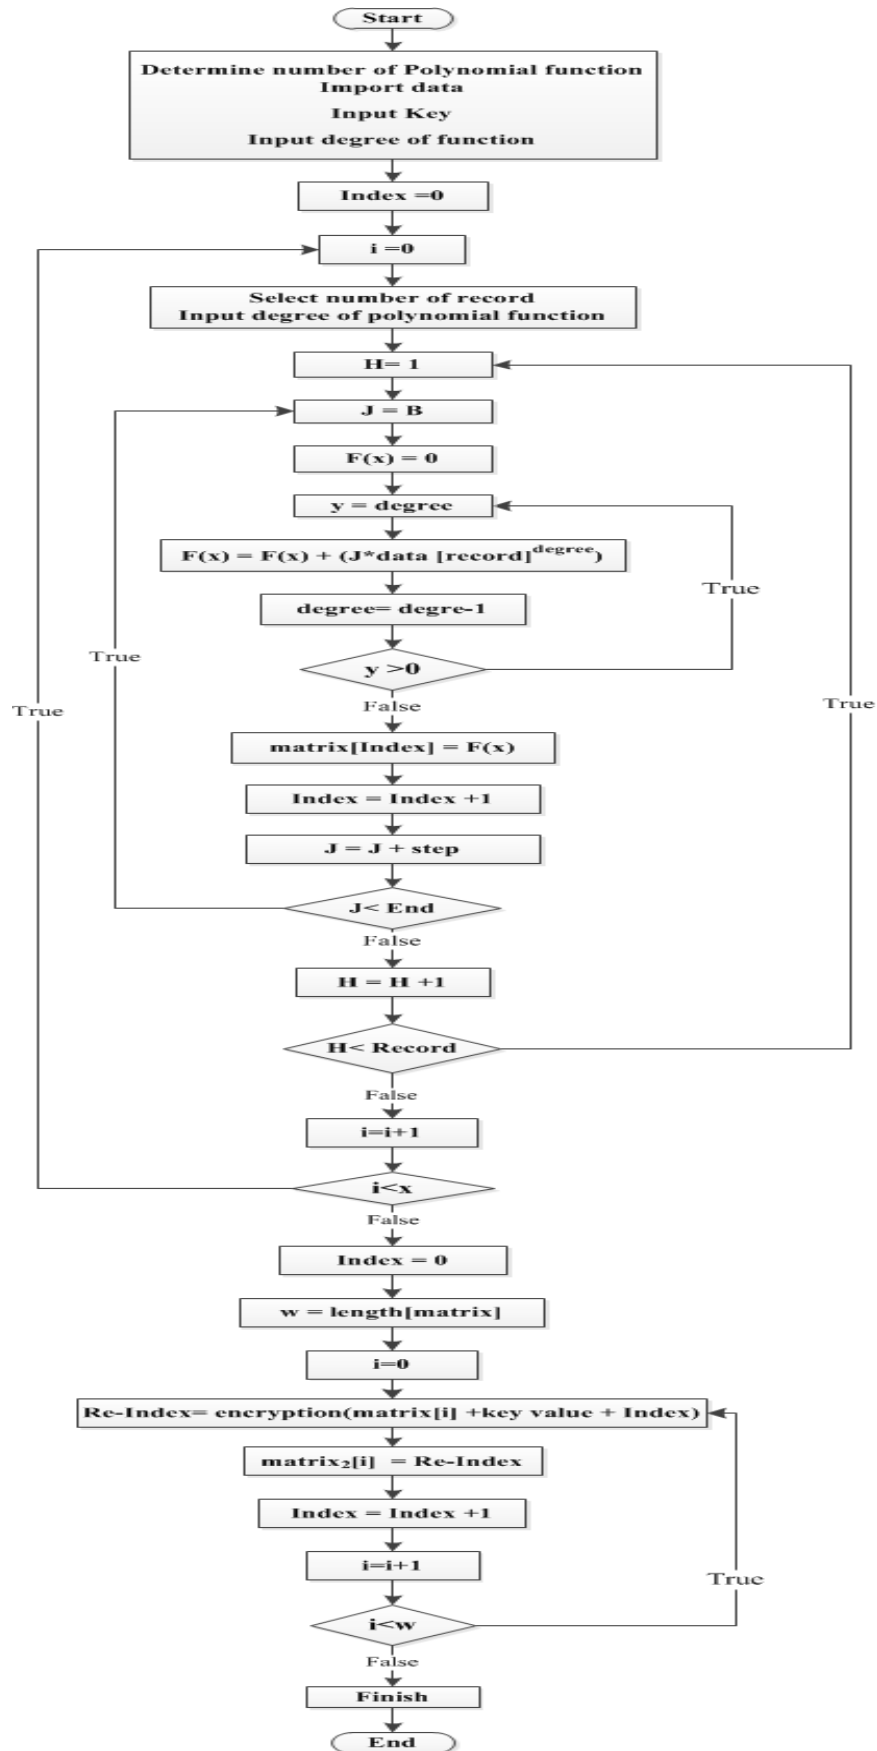 Start
Determine number of Polynomial function
Import data
Input Key
Input degree of function
Index =0
i =0
Select number of record
Input degree of polynomial function
H= 1
J = B
F(x) = 0
y = degree
F(x) = F(x) + (J*data [record]^degree)
True
degree= degre-1
True
y >0
True
True
False
matrix[Index] = F(x)
Index = Index +1
J = J + step
J< End
False
H = H +1
H< Record
False
i=i+1
i<x
False
Index = 0
w = length[matrix]
i=0
Re-Index= encryption(matrix[i] +key value + Index)
matrix₂[i] = Re-Index
Index = Index +1
i=i+1
True
i<w
False
Finish
End